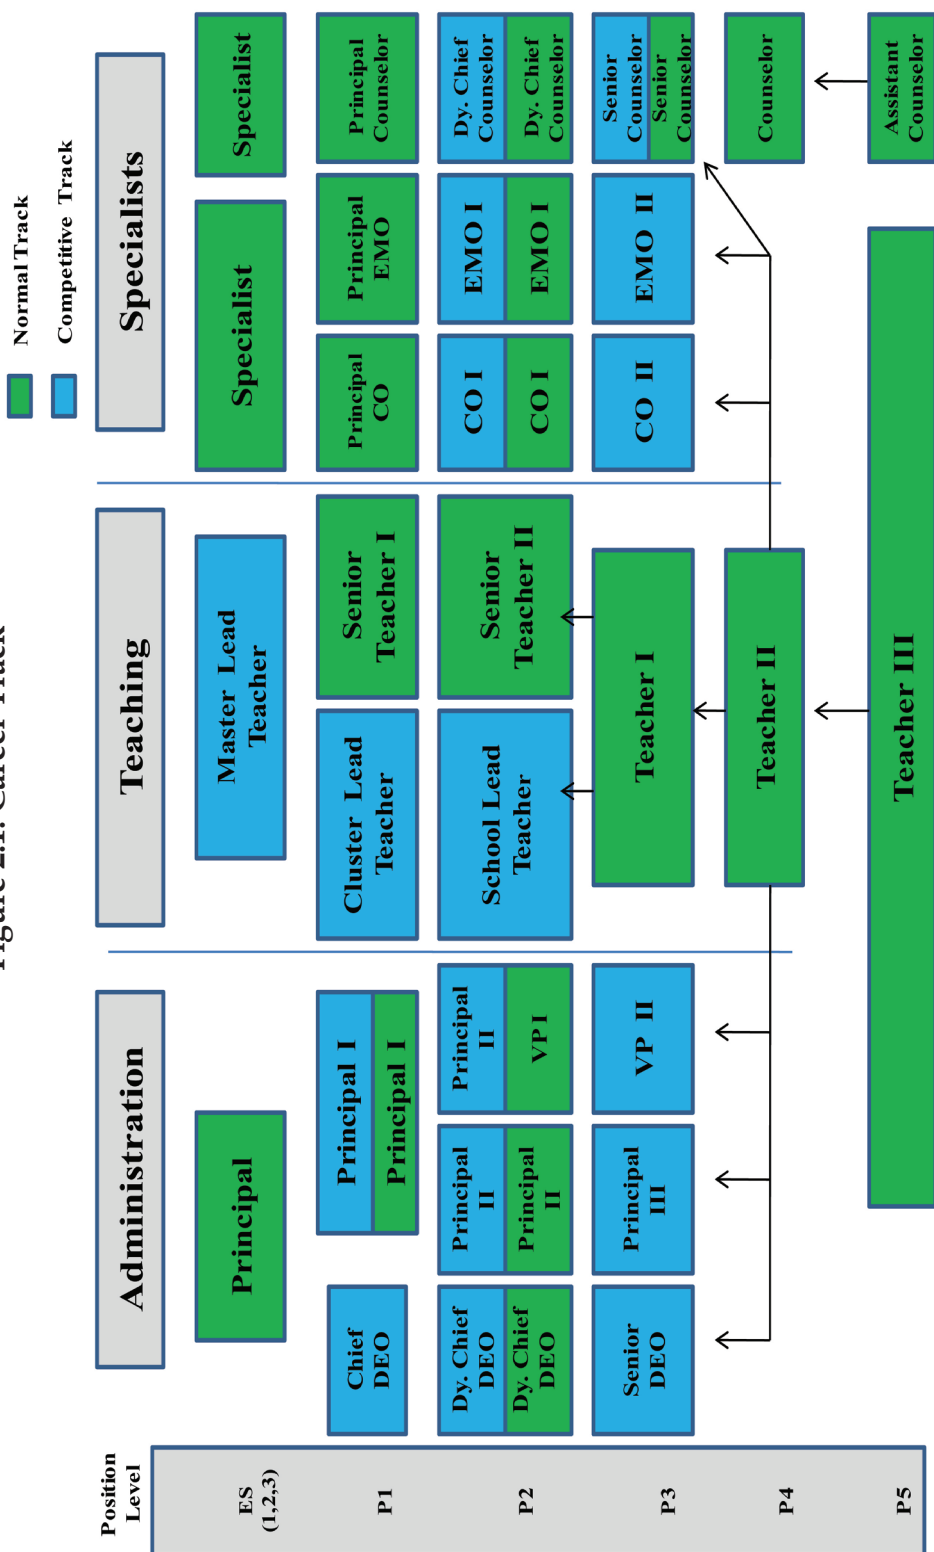 Figure 2.1: Career Track
Normal Track
Competitive Track
Position
Level
Administration
Teaching
Specialists
ES
(1,2,3)
Principal
Master Lead
Teacher
Specialist
Specialist
P1
Chief
DEO
Principal I
Principal I
Cluster Lead
Teacher
Senior
Teacher I
Principal
CO
Principal
EMO
Principal
Counselor
P2
Dy. Chief
DEO
Dy. Chief
DEO
Principal
II
Principal
II
Principal
II
VP I
School Lead
Teacher
Senior
Teacher II
CO I
CO I
EMO I
EMO I
Dy. Chief
Counselor
Dy. Chief
Counselor
P3
Senior
DEO
Principal
III
VP II
Teacher I
CO II
EMO II
Senior
Counselor
Senior
Counselor
P4
Teacher II
Counselor
P5
Teacher III
Assistant
Counselor